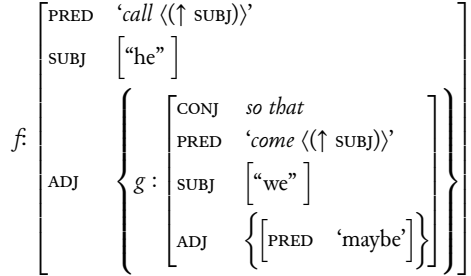 PRED ‘call ⟨(↑ SUBJ)⟩’
SUBJ [“he” ]
CONJ so that
f: PRED ‘come ⟨(↑ SUBJ)⟩’
ADJ { g : SUBJ [“we” ]
ADJ {[PRED ‘maybe’]}